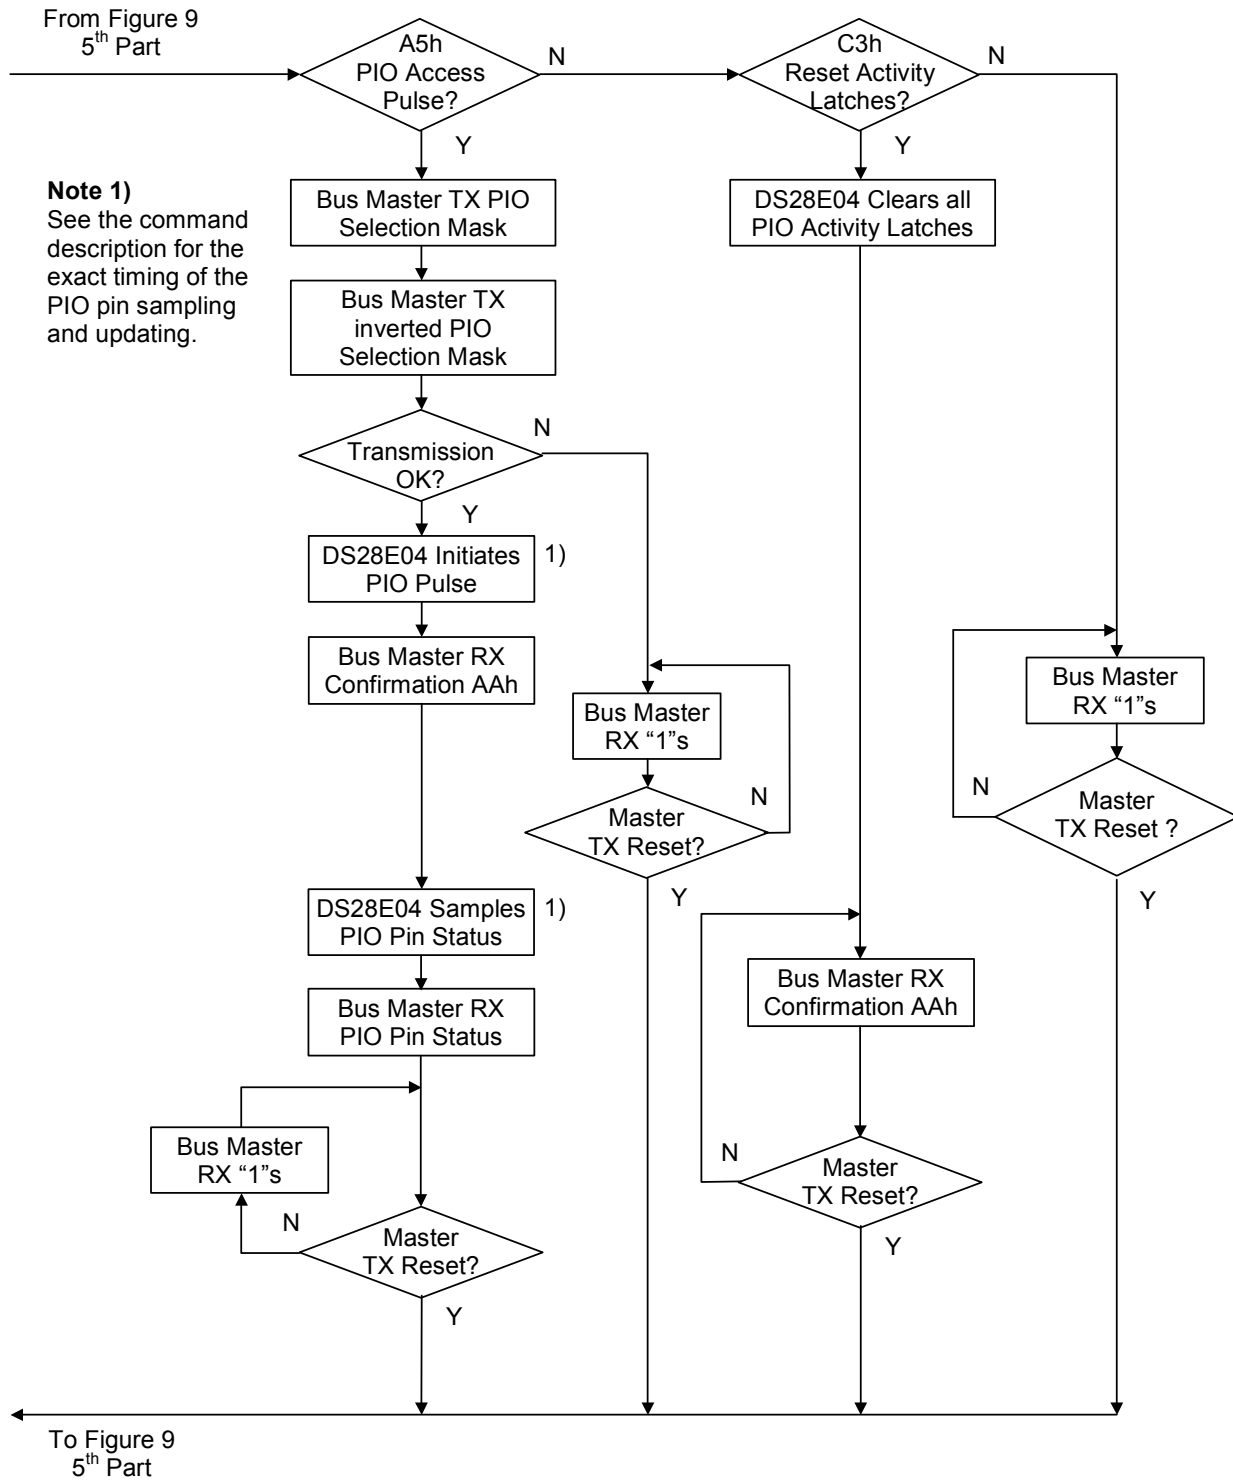 From Figure 9
5th Part
A5h
PIO Access
Pulse?
N
Y
C3h
Reset Activity
Latches?
N
Y
Note 1)
See the command
description for the
exact timing of the
PIO pin sampling
and updating.
Bus Master TX PIO
Selection Mask
DS28E04 Clears all
PIO Activity Latches
Bus Master TX
inverted PIO
Selection Mask
Transmission
OK?
N
Y
DS28E04 Initiates
PIO Pulse
1)
Bus Master RX
Confirmation AAh
Bus Master
RX “1”s
Master
TX Reset?
N
Y
Bus Master
RX “1”s
Master
TX Reset ?
N
Y
DS28E04 Samples
PIO Pin Status
1)
Bus Master RX
PIO Pin Status
Bus Master
RX “1”s
Master
TX Reset?
N
Y
Bus Master RX
Confirmation AAh
Master
TX Reset?
N
Y
To Figure 9
5th Part